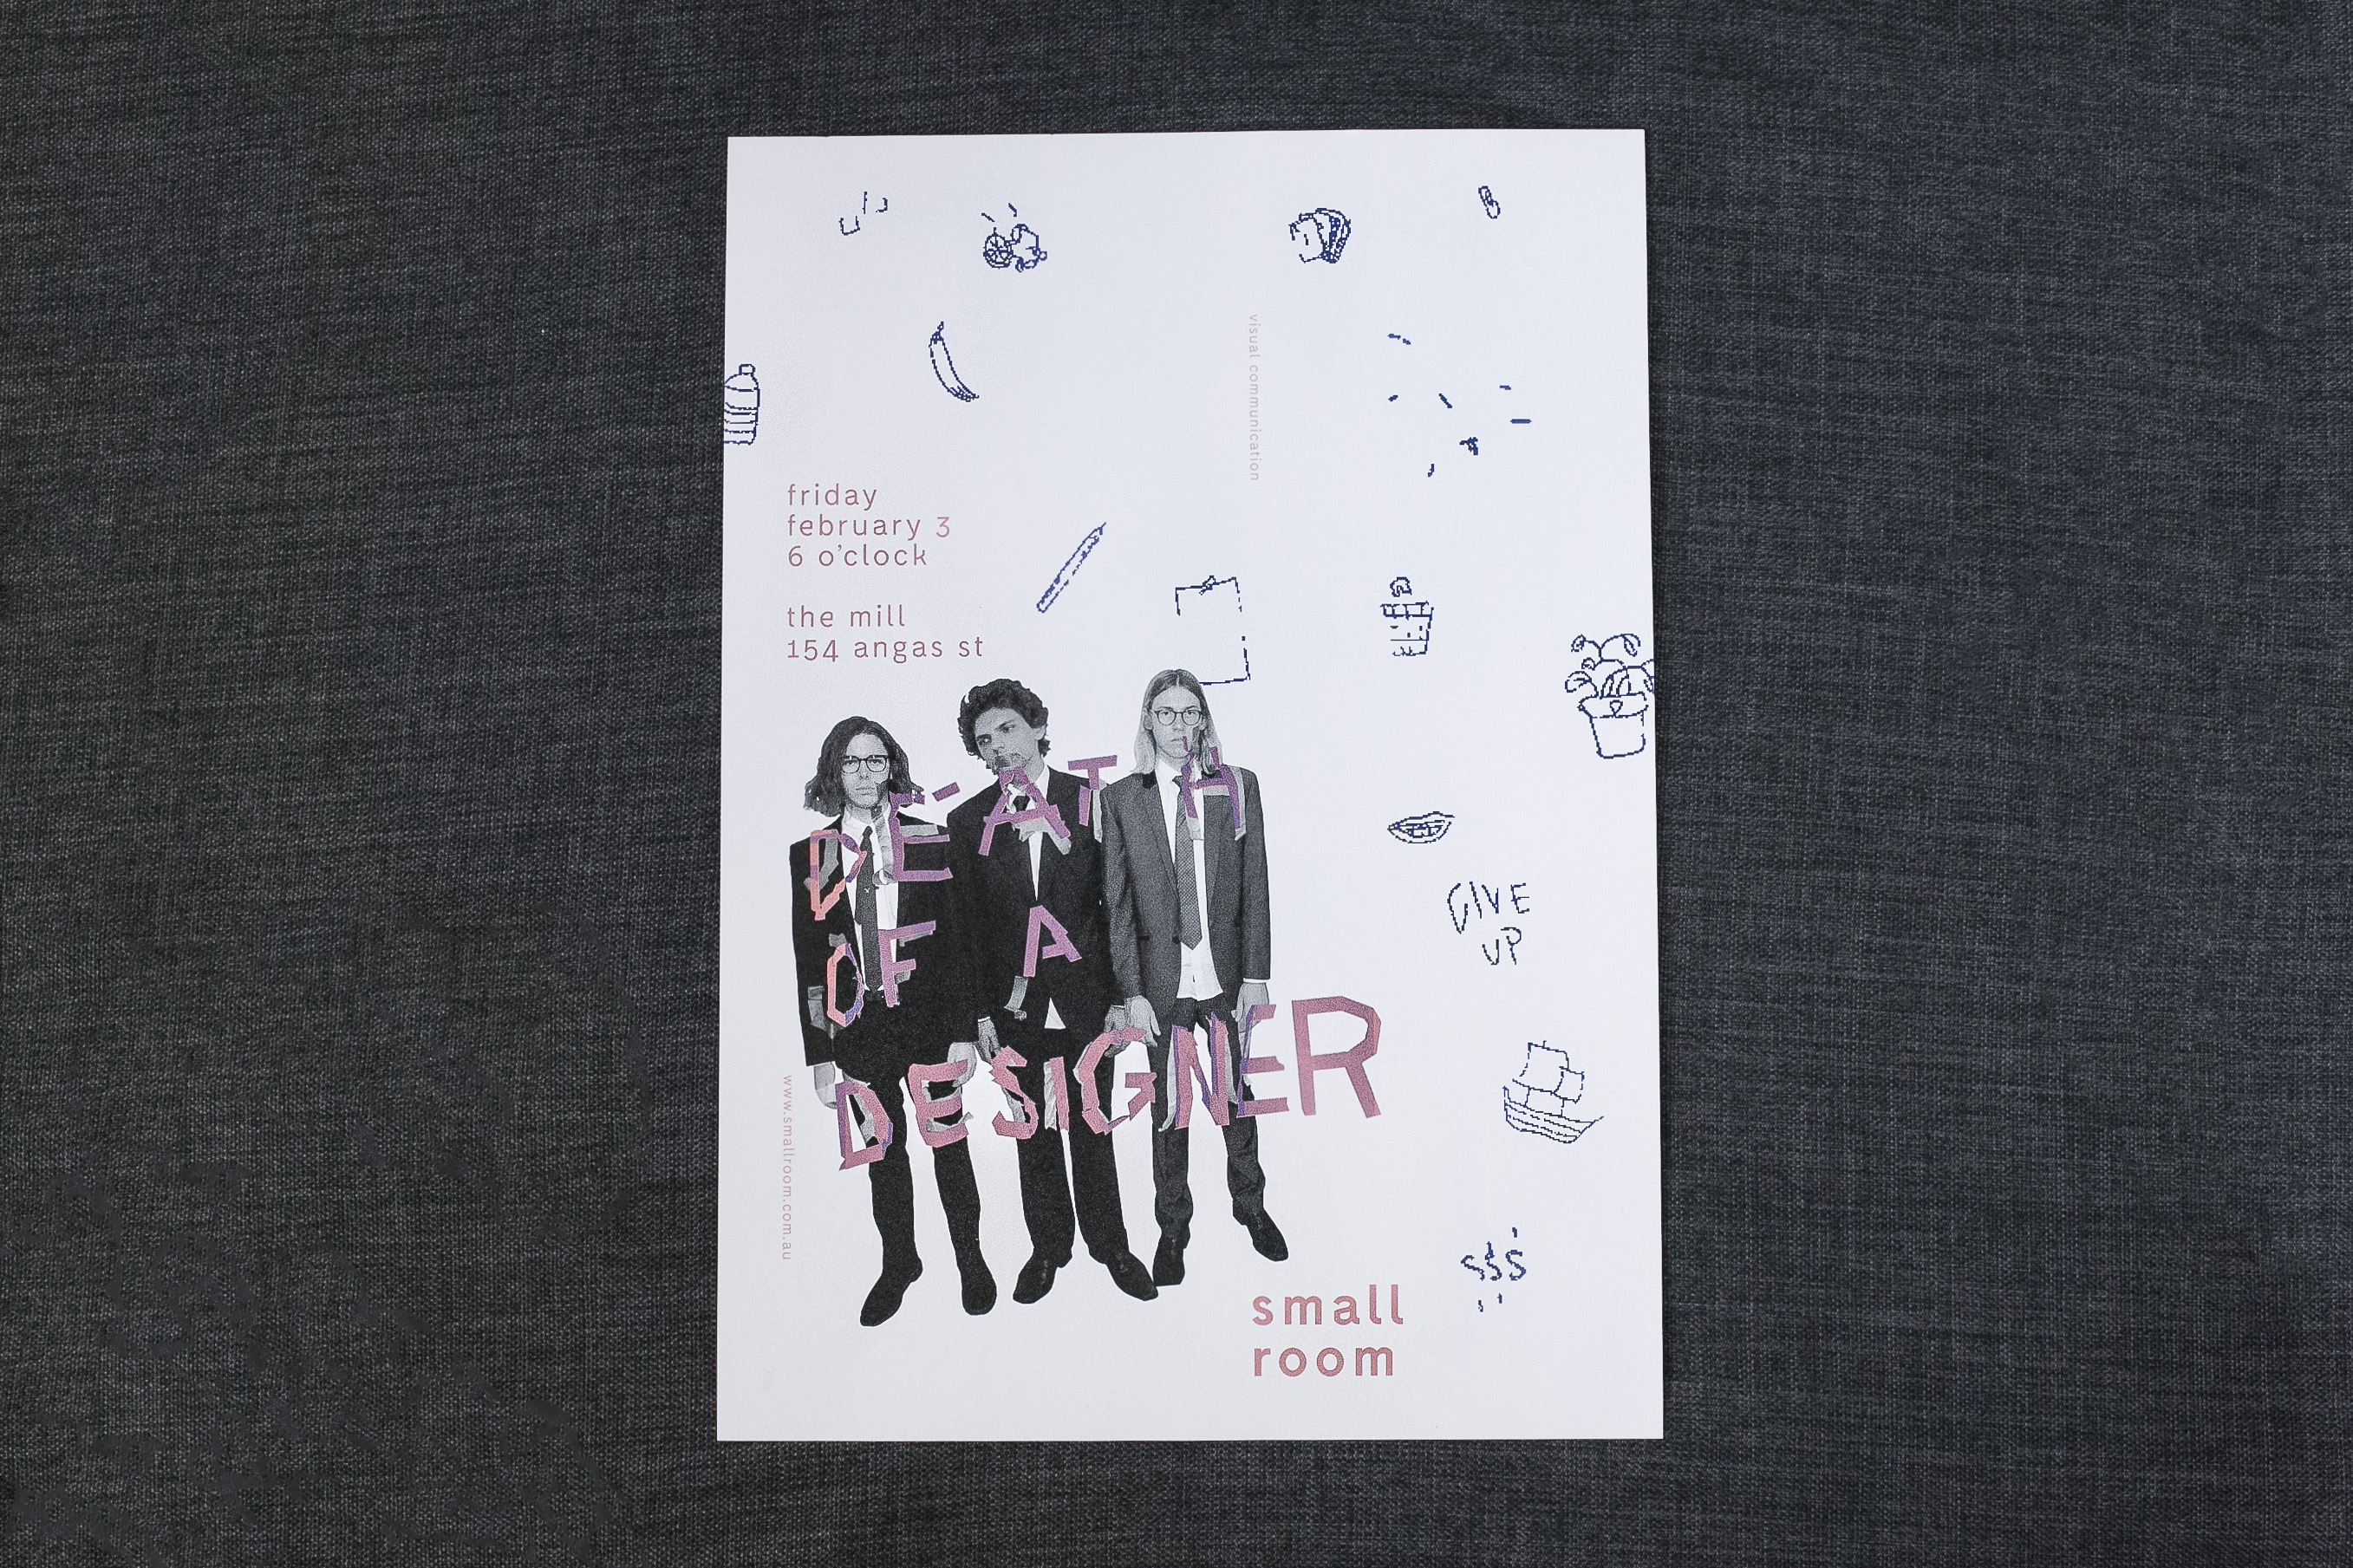 visual communication
friday
february 3
6 o'clock
the mill
154 angas st
DEATH
OF A
DESIGNER
GIVE
UP
www.smallroom.com.au
sss
small
room